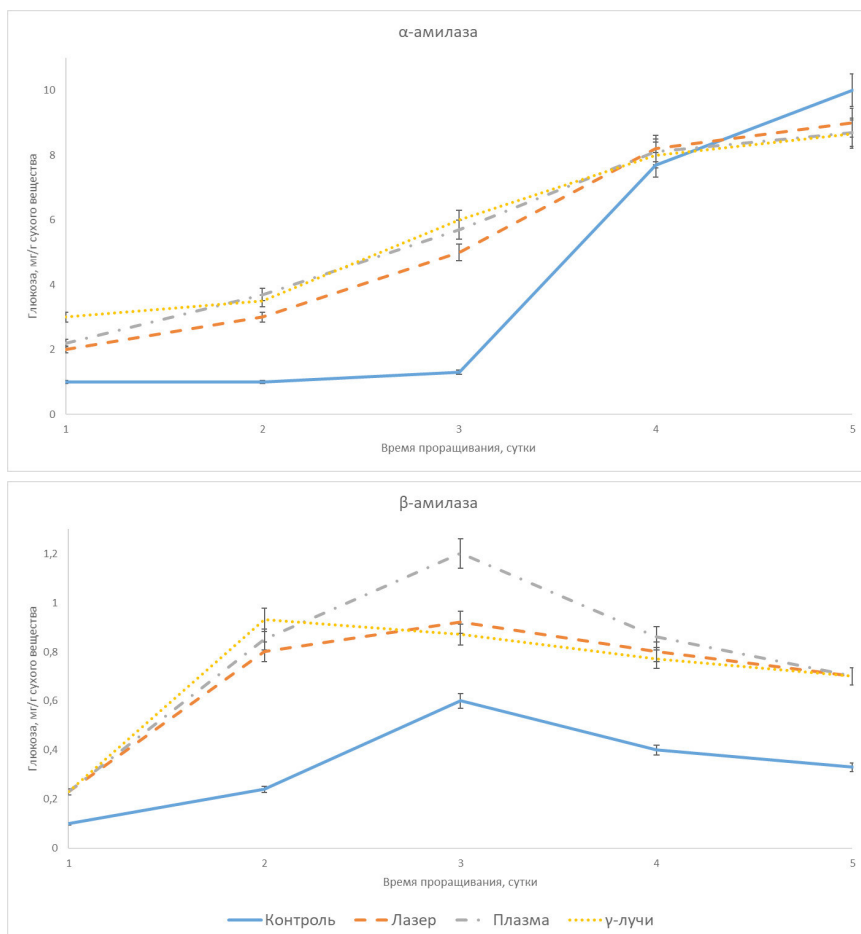 α-амилаза
Глюкоза, мг/г сухого вещества
10
8
6
4
2
0
1 2 3 4 5
Время проращивания, сутки
β-амилаза
Глюкоза, мг/г сухого вещества
1,2
1
0,8
0,6
0,4
0,2
0
1 2 3 4 5
Время проращивания, сутки
Контроль Лазер Плазма γ-лучи